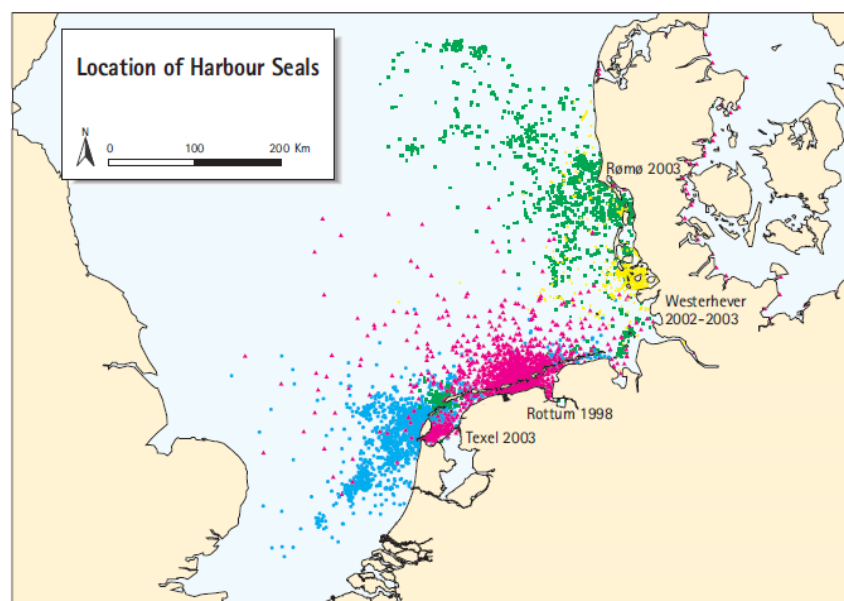 Location of Harbour Seals
N
0 100 200 Km
Rømø 2003
Westerhever
2002-2003
Rottum 1998
Texel 2003